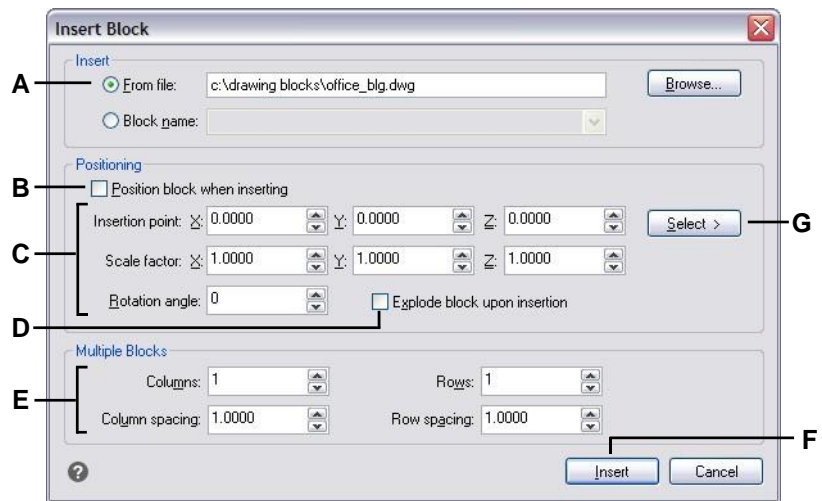 Insert Block
Insert
A
From file: c:\drawing blocks\office_blg.dwg Browse...
Block name:
Positioning
B
Position block when inserting
Insertion point: X: 0.0000 Y: 0.0000 Z: 0.0000 Select > G
C
Scale factor: X: 1.0000 Y: 1.0000 Z: 1.0000
Rotation angle: 0 Explode block upon insertion
D
Multiple Blocks
Columns: 1 Rows: 1
E
Column spacing: 1.0000 Row spacing: 1.0000
F
? Insert Cancel